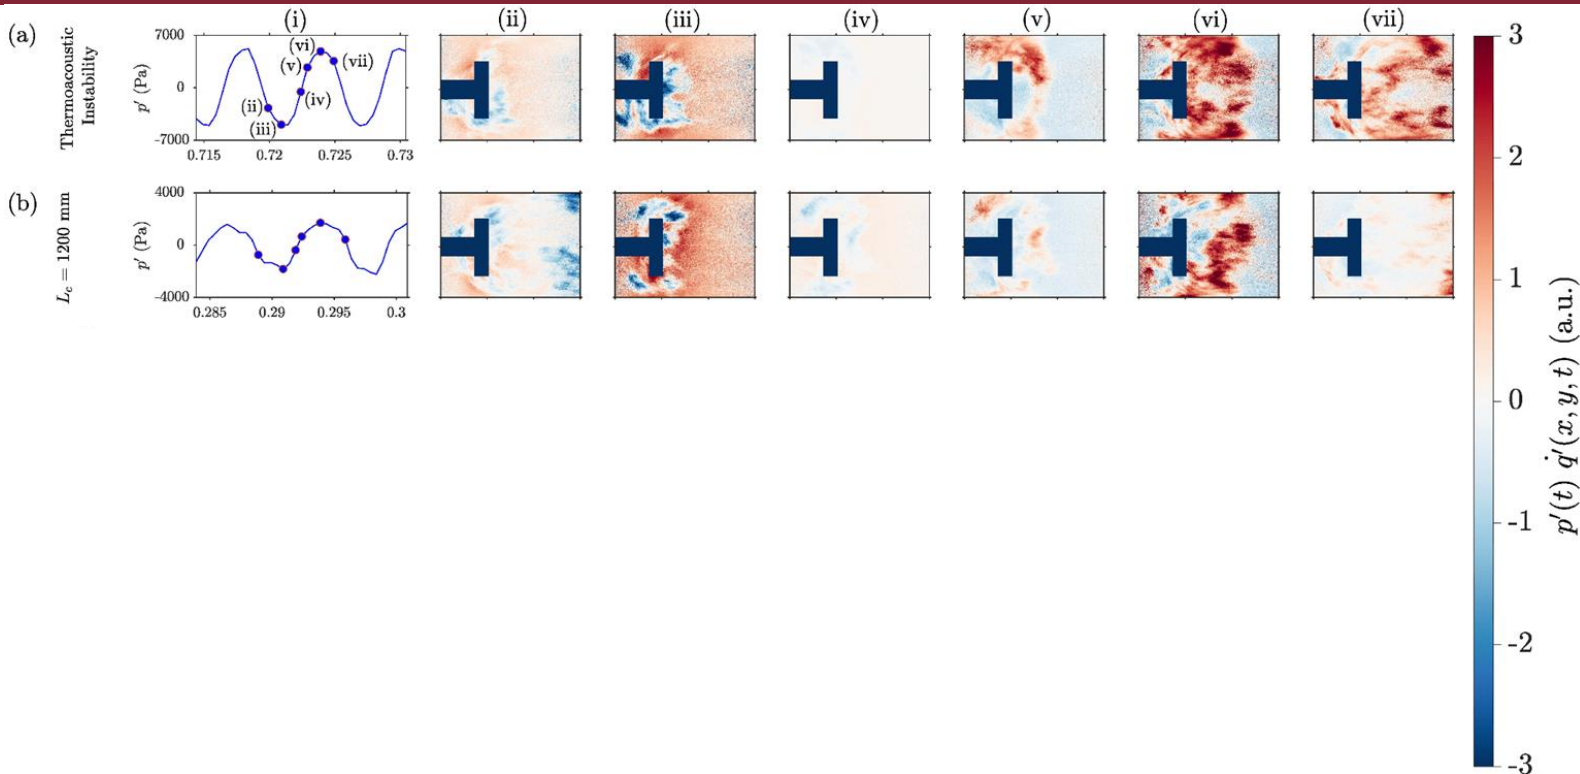 (i) (ii) (iii) (iv) (v) (vi) (vii)
(a) Thermoacoustic
Instability
p′ (Pa)
7000
0
-7000
(ii)
(iii)
(iv)
(v)
(vi)
(vii)
0.715 0.72 0.725 0.73
(b) L_c = 1200 mm
p′ (Pa)
4000
0
-4000
0.285 0.29 0.295 0.3
3
2
1
0
-1
-2
-3
p′(t) q̇′(x, y, t) (a.u.)